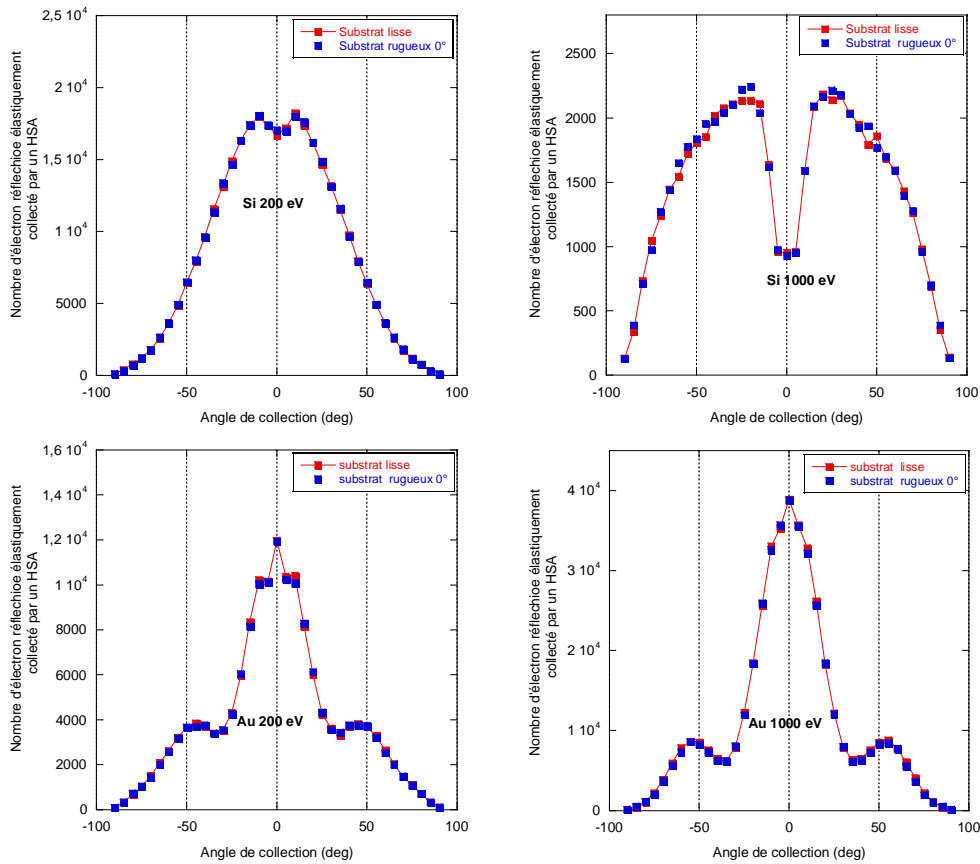 2,5 10⁴
2 10⁴
1,5 10⁴
1 10⁴
5000
0
-100
-50
0
50
100
Nombre d'électron réflechioe élastiquement
collecté par un HSA
Angle de collection (deg)
Substrat lisse
Substrat rugueux 0°
Si 200 eV
2500
2000
1500
1000
500
0
-100
-50
0
50
100
Nombre d'électron réflechioe élastiquement
collecté par un HSA
Angle de collection (deg)
Substrat lisse
Substrat rugueux 0°
Si 1000 eV
1,6 10⁴
1,4 10⁴
1,2 10⁴
1 10⁴
8000
6000
4000
2000
0
-100
-50
0
50
100
Nombre d'électron réflechioe élastiquement
collecté par un HSA
Angle de collection (deg)
substrat lisse
substrat rugueux 0°
Au 200 eV
4 10⁴
3 10⁴
2 10⁴
1 10⁴
0
-100
-50
0
50
100
Nombre d'électron réflechioe élastiquement
collecté par un HSA
Angle de collection (deg)
substrat lisse
substrat rugueux 0°
Au 1000 eV